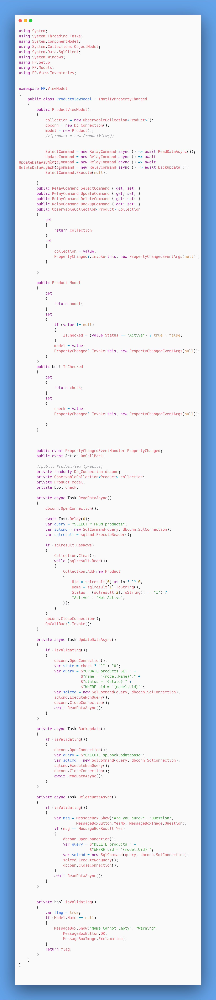 using System;
using System.Threading.Tasks;
using System.ComponentModel;
using System.Collections.ObjectModel;
using System.Data.SqlClient;
using System.Windows;
using FP.Setup;
using FP.Models;
using FP.View.Inventories;
namespace FP.ViewModel
{
    public class ProductViewModel : INotifyPropertyChanged
    {
        public ProductViewModel()
        {
            collection = new ObservableCollection<Product>();
            dbconn = new Db_Connection();
            model = new Product();
            //tproduct = new ProductView();
            SelectCommand = new RelayCommand(async () => await ReadDataAsync());
            UpdateCommand = new RelayCommand(async () => await
UpdateDataAsync());
            DeleteCommand = new RelayCommand(async () => await
DeleteDataAsync());
            BackupCommand = new RelayCommand(async () => await Backupdata());
            SelectCommand.Execute(null);
        }
        public RelayCommand SelectCommand { get; set; }
        public RelayCommand UpdateCommand { get; set; }
        public RelayCommand DeleteCommand { get; set; }
        public RelayCommand BackupCommand { get; set; }
        public ObservableCollection<Product> Collection
        {
            get
            {
                return collection;
            }
            set
            {
                collection = value;
                PropertyChanged?.Invoke(this, new PropertyChangedEventArgs(null));
            }
        }
        public Product Model
        {
            get
            {
                return model;
            }
            set
            {
                if (value != null)
                {
                    IsChecked = (value.Status == "Active") ? true : false;
                }
                model = value;
                PropertyChanged?.Invoke(this, new PropertyChangedEventArgs(null));
            }
        }
        public bool IsChecked
        {
            get
            {
                return check;
            }
            set
            {
                check = value;
                PropertyChanged?.Invoke(this, new PropertyChangedEventArgs(null));
            }
        }
        public event PropertyChangedEventHandler PropertyChanged;
        public event Action OnCallBack;
        //public ProductView tproduct;
        private readonly Db_Connection dbconn;
        private ObservableCollection<Product> collection;
        private Product model;
        private bool check;
        private async Task ReadDataAsync()
        {
            dbconn.OpenConnection();
            await Task.Delay(0);
            var query = "SELECT * FROM products";
            var sqlcmd = new SqlCommand(query, dbconn.SqlConnection);
            var sqlresult = sqlcmd.ExecuteReader();
            if (sqlresult.HasRows)
            {
                Collection.Clear();
                while (sqlresult.Read())
                {
                    Collection.Add(new Product
                    {
                        Uid = sqlresult[0] as int? ?? 0,
                        Name = sqlresult[1].ToString(),
                        Status = (sqlresult[2].ToString() == "1") ?
                        "Active" : "Not Active",
                    });
                }
            }
            dbconn.CloseConnection();
            OnCallBack?.Invoke();
        }
        private async Task UpdateDataAsync()
        {
            if (isValidating())
            {
                dbconn.OpenConnection();
                var state = check ? "1" : "0";
                var query = $"UPDATE products SET " +
                            $"name = '{model.Name}'," +
                            $"status = '{state}'" +
                            $"WHERE uid = '{model.Uid}'";
                var sqlcmd = new SqlCommand(query, dbconn.SqlConnection);
                sqlcmd.ExecuteNonQuery();
                dbconn.CloseConnection();
                await ReadDataAsync();
            }
        }
        private async Task Backupdata()
        {
            if (isValidating())
            {
                dbconn.OpenConnection();
                var query = $"EXECUTE sp_backupdatabase";
                var sqlcmd = new SqlCommand(query, dbconn.SqlConnection);
                sqlcmd.ExecuteNonQuery();
                dbconn.CloseConnection();
                await ReadDataAsync();
            }
        }
        private async Task DeleteDataAsync()
        {
            if (isValidating())
            {
                var msg = MessageBox.Show("Are you sure?", "Question",
                               MessageBoxButton.YesNo, MessageBoxImage.Question);
                if (msg == MessageBoxResult.Yes)
                {
                    dbconn.OpenConnection();
                    var query = $"DELETE products " +
                                $"WHERE uid = '{model.Uid}'";
                    var sqlcmd = new SqlCommand(query, dbconn.SqlConnection);
                    sqlcmd.ExecuteNonQuery();
                    dbconn.CloseConnection();
                }
                await ReadDataAsync();
            }
        }
        private bool isValidating()
        {
            var flag = true;
            if (Model.Name == null)
            {
                MessageBox.Show("Name Cannot Empty", "Warning",
                    MessageBoxButton.OK,
                    MessageBoxImage.Exclamation);
            }
            return flag;
        }
    }
}